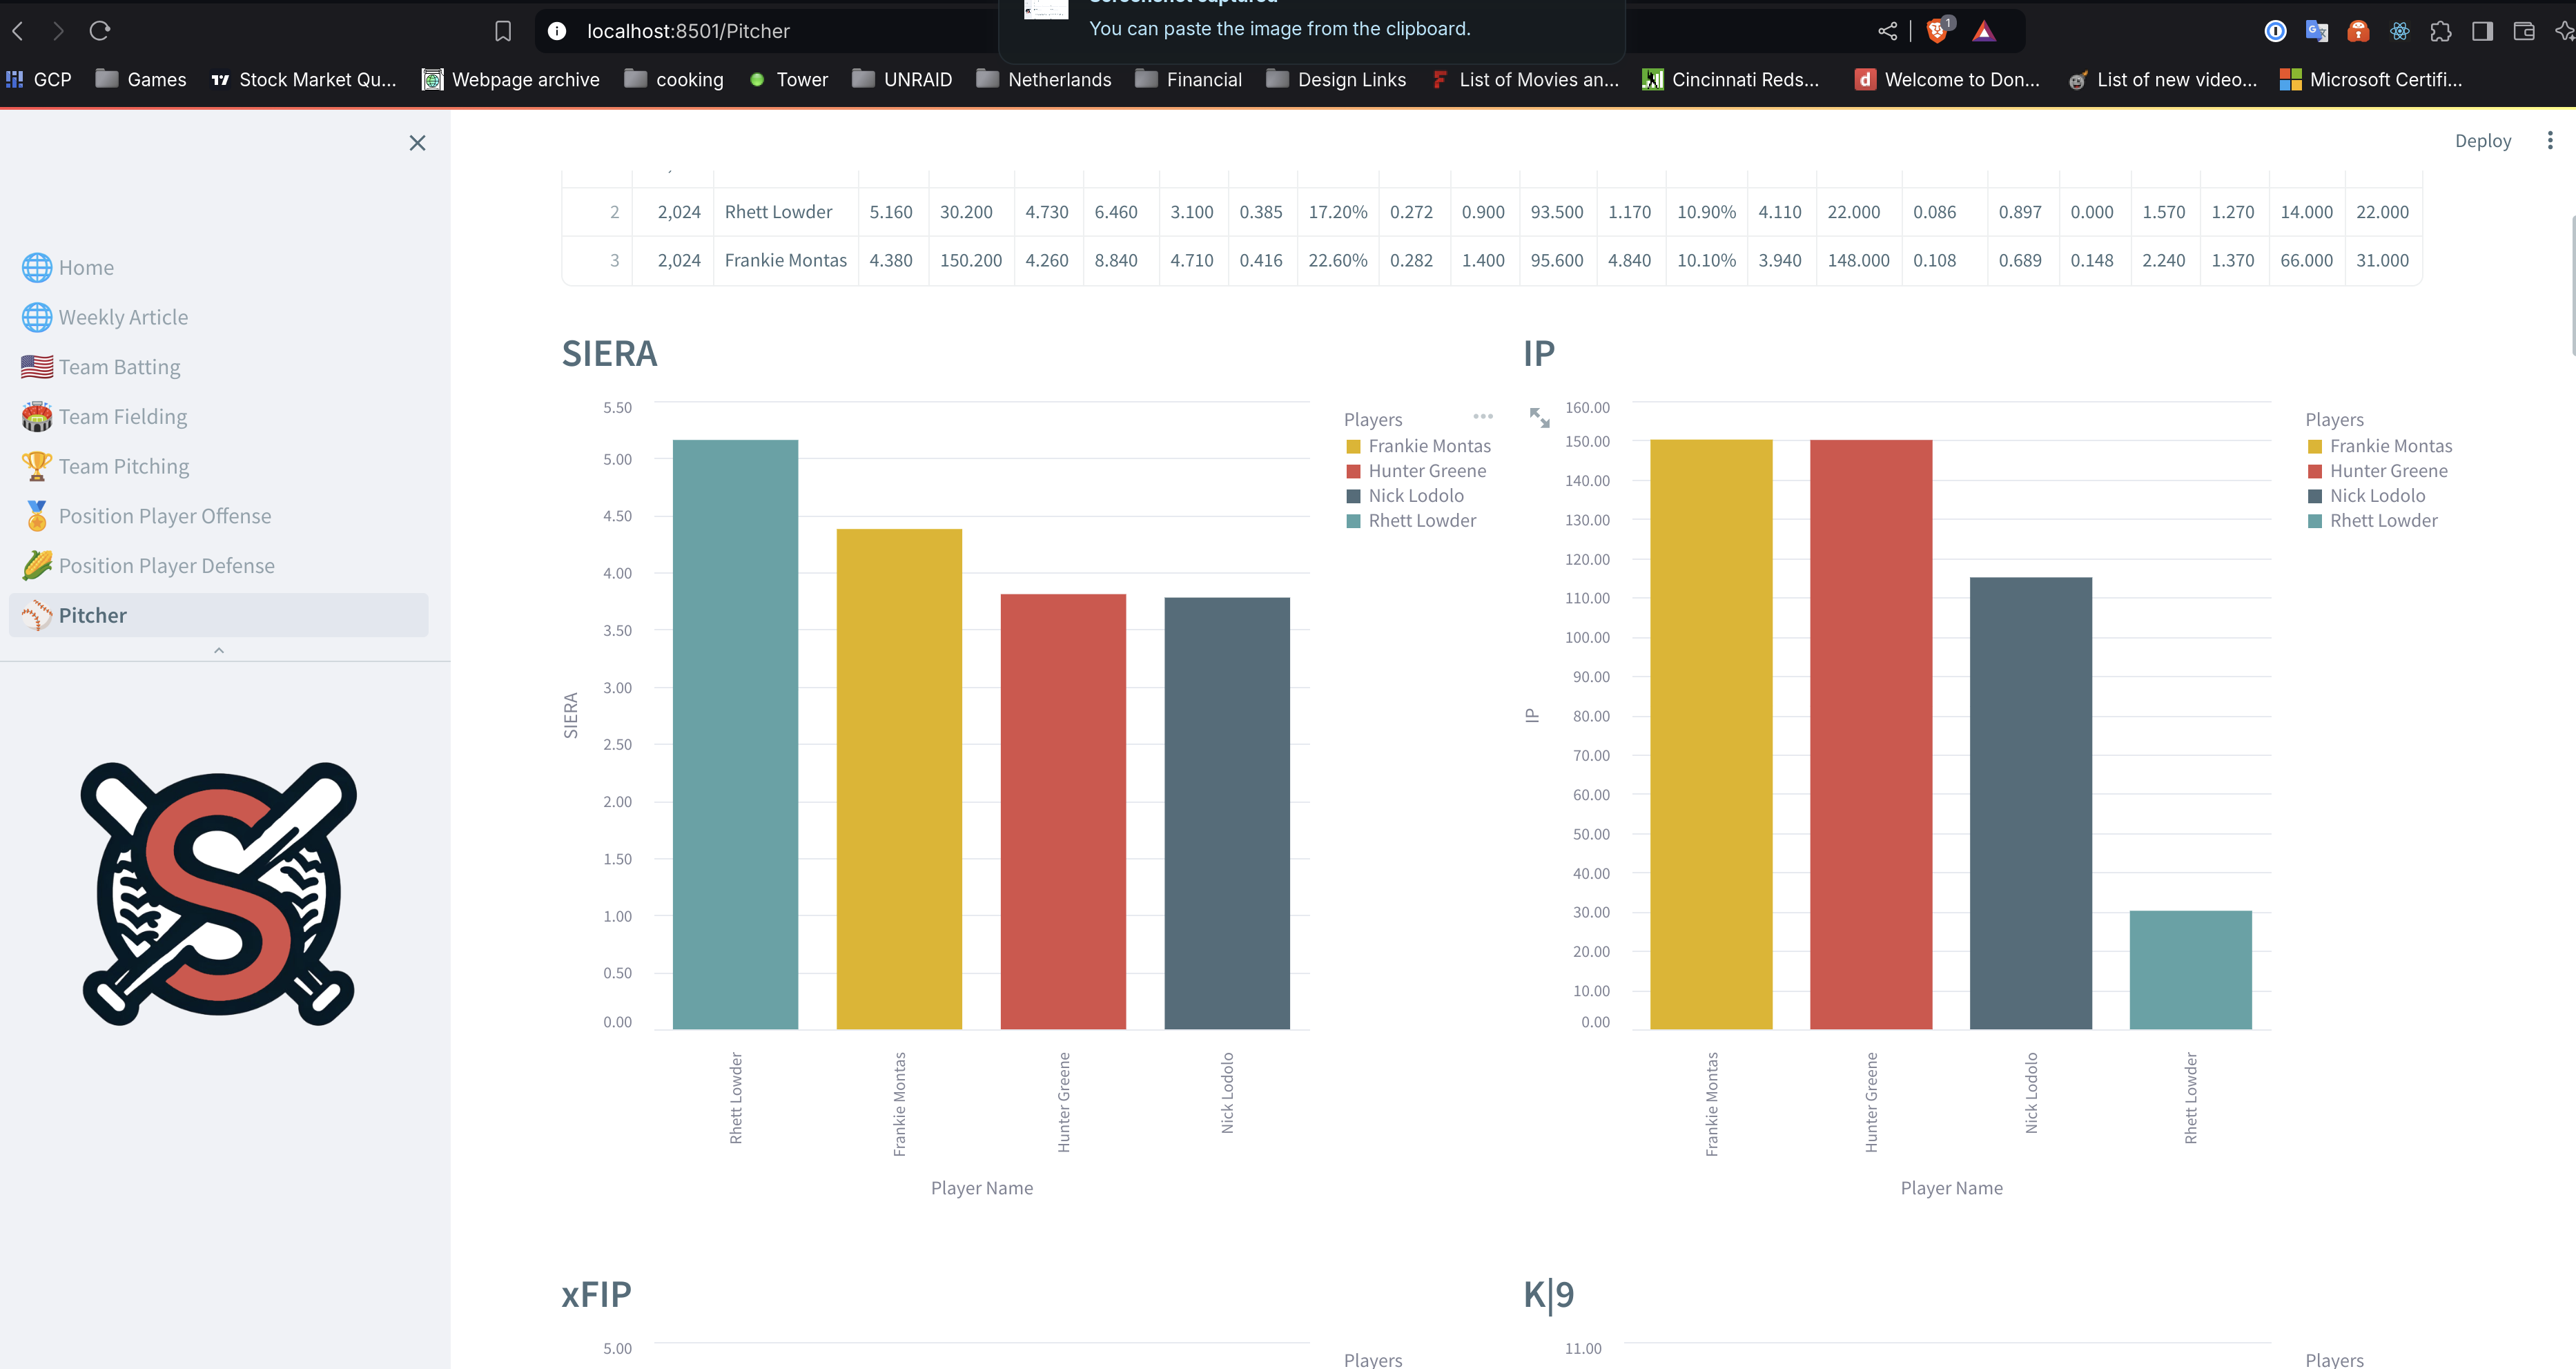 Screenshot captured
You can paste the image from the clipboard.
localhost:8501/Pitcher
1
GCP Games Stock Market Qu... Webpage archive cooking Tower UNRAID Netherlands Financial Design Links List of Movies an... Cincinnati Reds... Welcome to Don... List of new video... Microsoft Certifi...
Deploy
Home
Weekly Article
Team Batting
Team Fielding
Team Pitching
Position Player Offense
Position Player Defense
Pitcher
S
2 2,024 Rhett Lowder 5.160 30.200 4.730 6.460 3.100 0.385 17.20% 0.272 0.900 93.500 1.170 10.90% 4.110 22.000 0.086 0.897 0.000 1.570 1.270 14.000 22.000
3 2,024 Frankie Montas 4.380 150.200 4.260 8.840 4.710 0.416 22.60% 0.282 1.400 95.600 4.840 10.10% 3.940 148.000 0.108 0.689 0.148 2.240 1.370 66.000 31.000
SIERA
5.50
5.00
4.50
4.00
3.50
3.00
2.50
2.00
1.50
1.00
0.50
0.00
SIERA
Rhett Lowder
Frankie Montas
Hunter Greene
Nick Lodolo
Player Name
Players
Frankie Montas
Hunter Greene
Nick Lodolo
Rhett Lowder
IP
160.00
150.00
140.00
130.00
120.00
110.00
100.00
90.00
80.00
70.00
60.00
50.00
40.00
30.00
20.00
10.00
0.00
IP
Frankie Montas
Hunter Greene
Nick Lodolo
Rhett Lowder
Player Name
Players
Frankie Montas
Hunter Greene
Nick Lodolo
Rhett Lowder
xFIP
5.00
Players
K|9
11.00
Players